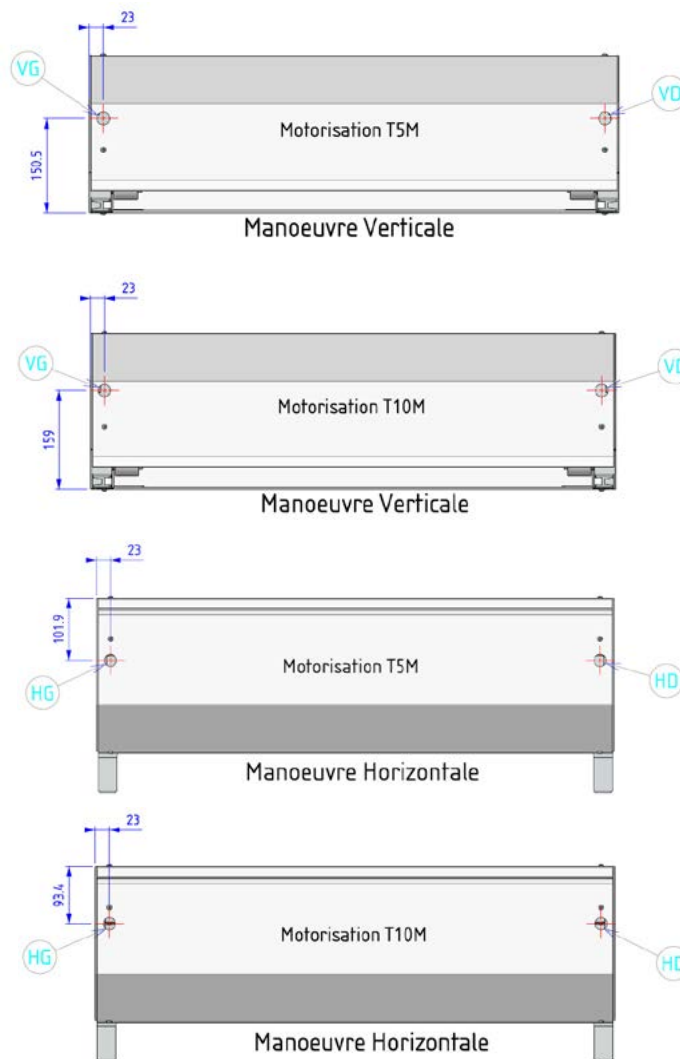 23
VG
VD
Motorisation T5M
150.5
Manoeuvre Verticale
23
VG
VD
Motorisation T10M
159
Manoeuvre Verticale
23
101.9
Motorisation T5M
HG
HD
Manoeuvre Horizontale
23
93.4
Motorisation T10M
HG
HD
Manoeuvre Horizontale